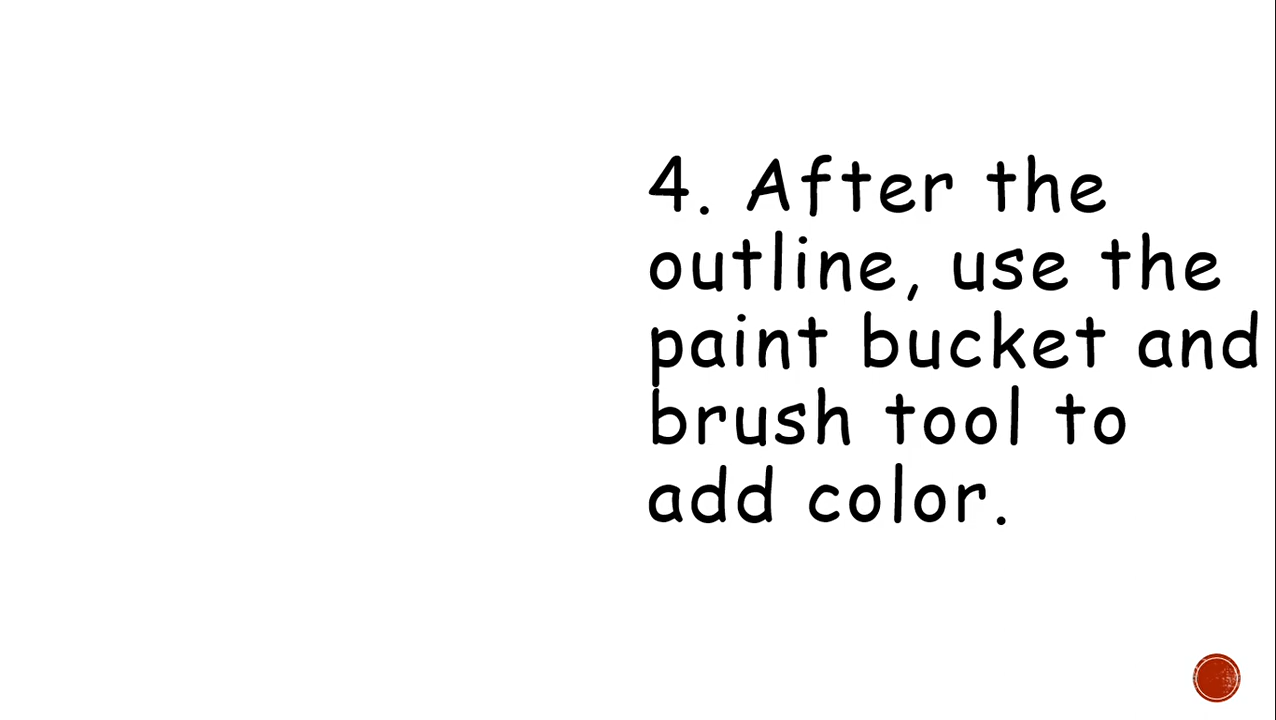 4. After the
outline, use the
paint bucket and
brush tool to
add color.